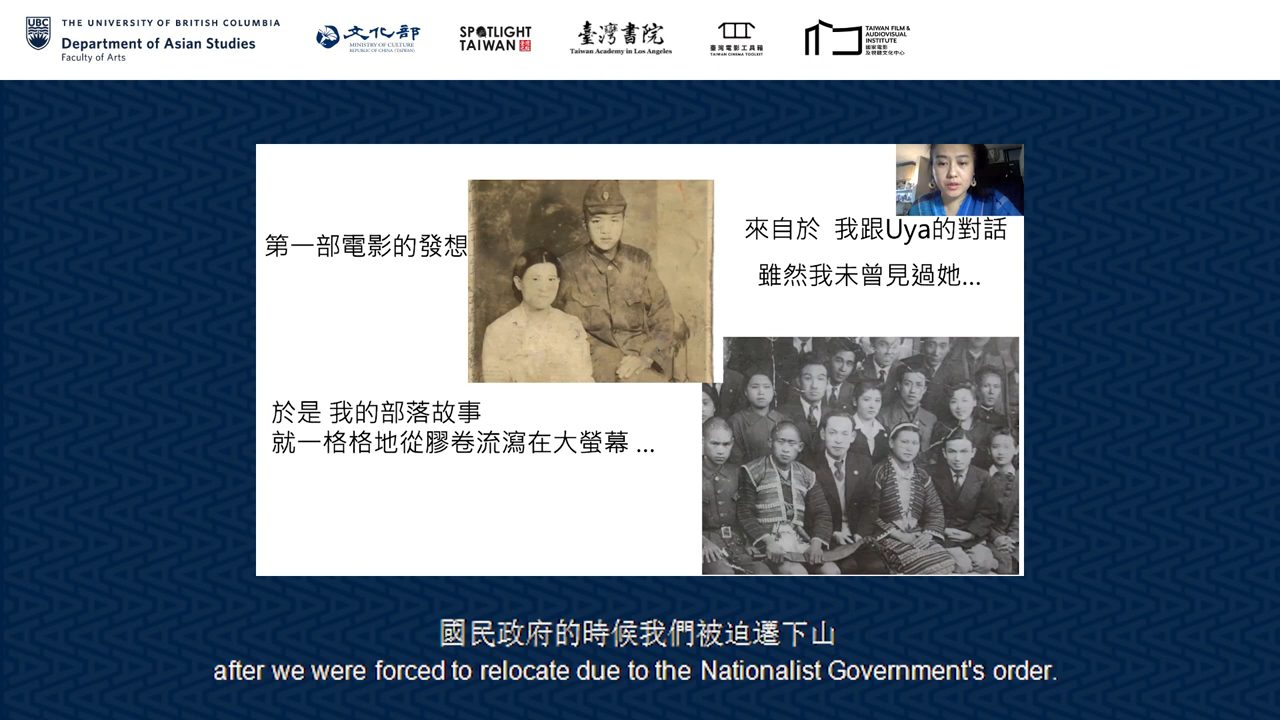 UBC
THE UNIVERSITY OF BRITISH COLUMBIA
Department of Asian Studies
Faculty of Arts
文化部
MINISTRY OF CULTURE
REPUBLIC OF CHINA (TAIWAN)
SPOTLIGHT
TAIWAN
臺灣書院
Taiwan Academy in Los Angeles
臺灣電影工具箱
TAIWAN CINEMA TOOLKIT
TAIWAN FILM &
AUDIOVISUAL
INSTITUTE
國家電影
及視聽文化中心
第一部電影的發想
來自於 我跟Uya的對話
雖然我未曾見過她...
於是 我的部落故事
就一格格地從膠卷流瀉在大螢幕 ...
國民政府的時候我們被迫遷下山
after we were forced to relocate due to the Nationalist Government's order.